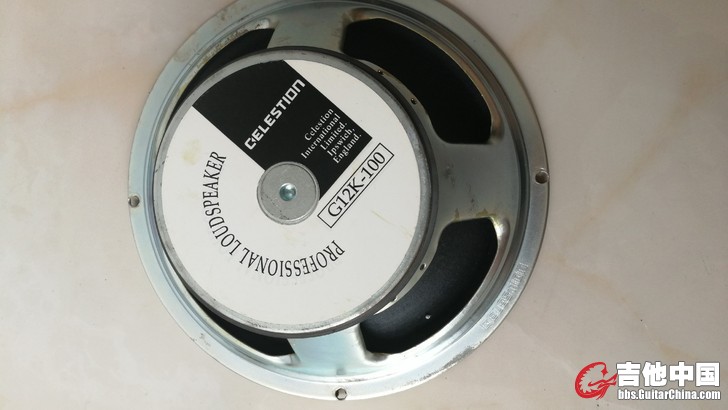 CELESTION
Celestion
International
Limited.
Ipswich,
England.
G12K-100
PROFESSIONAL LOUDSPEAKER
吉他中国
bbs.GuitarChina.com